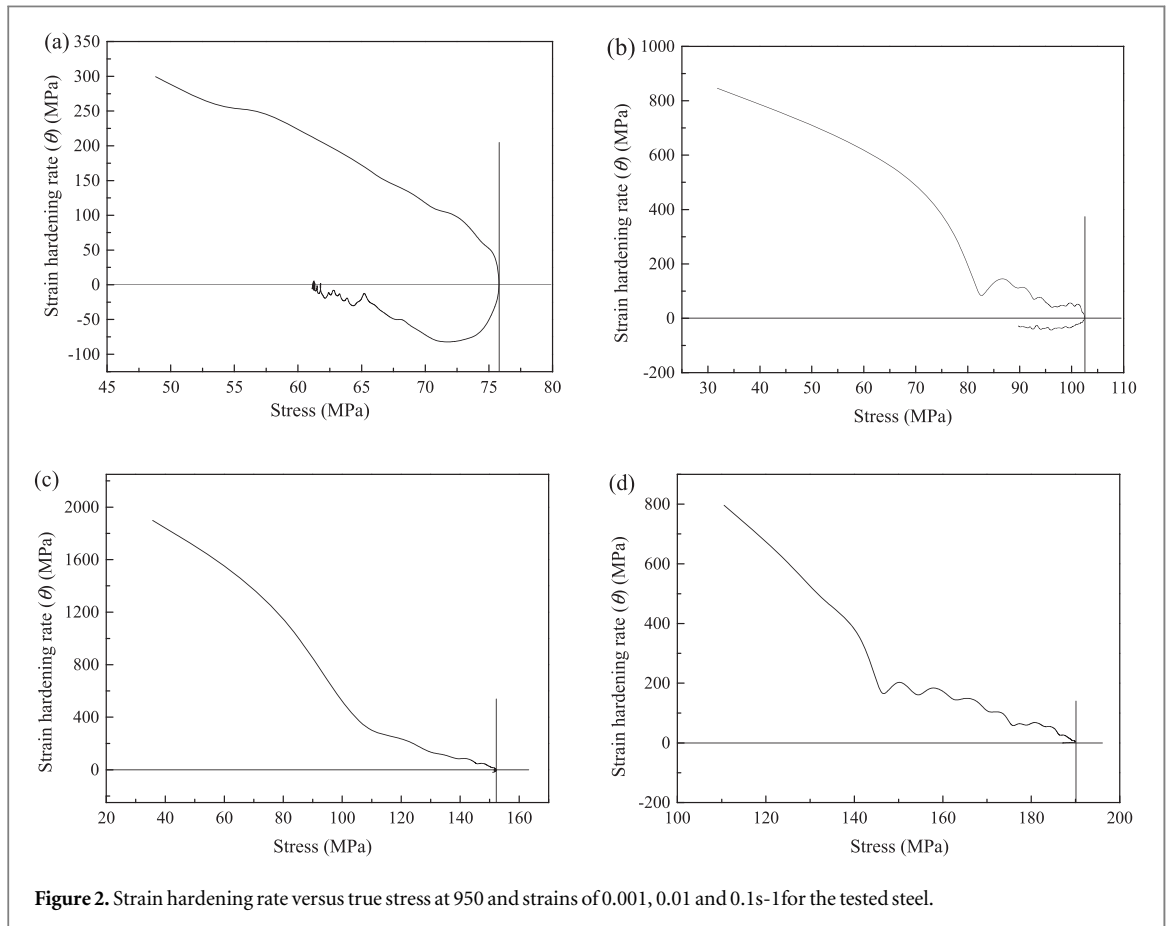 (a)
350
300
250
200
150
100
50
0
-50
-100
Strain hardening rate (θ) (MPa)
45 50 55 60 65 70 75 80
Stress (MPa)
(b)
1000
800
600
400
200
0
-200
Strain hardening rate (θ) (MPa)
30 40 50 60 70 80 90 100 110
Stress (MPa)
(c)
2000
1600
1200
800
400
0
Strain hardening rate (θ) (MPa)
20 40 60 80 100 120 140 160
Stress (MPa)
(d)
800
600
400
200
0
-200
Strain hardening rate (θ) (MPa)
100 120 140 160 180 200
Stress (MPa)
Figure 2. Strain hardening rate versus true stress at 950 and strains of 0.001, 0.01 and 0.1s-1for the tested steel.